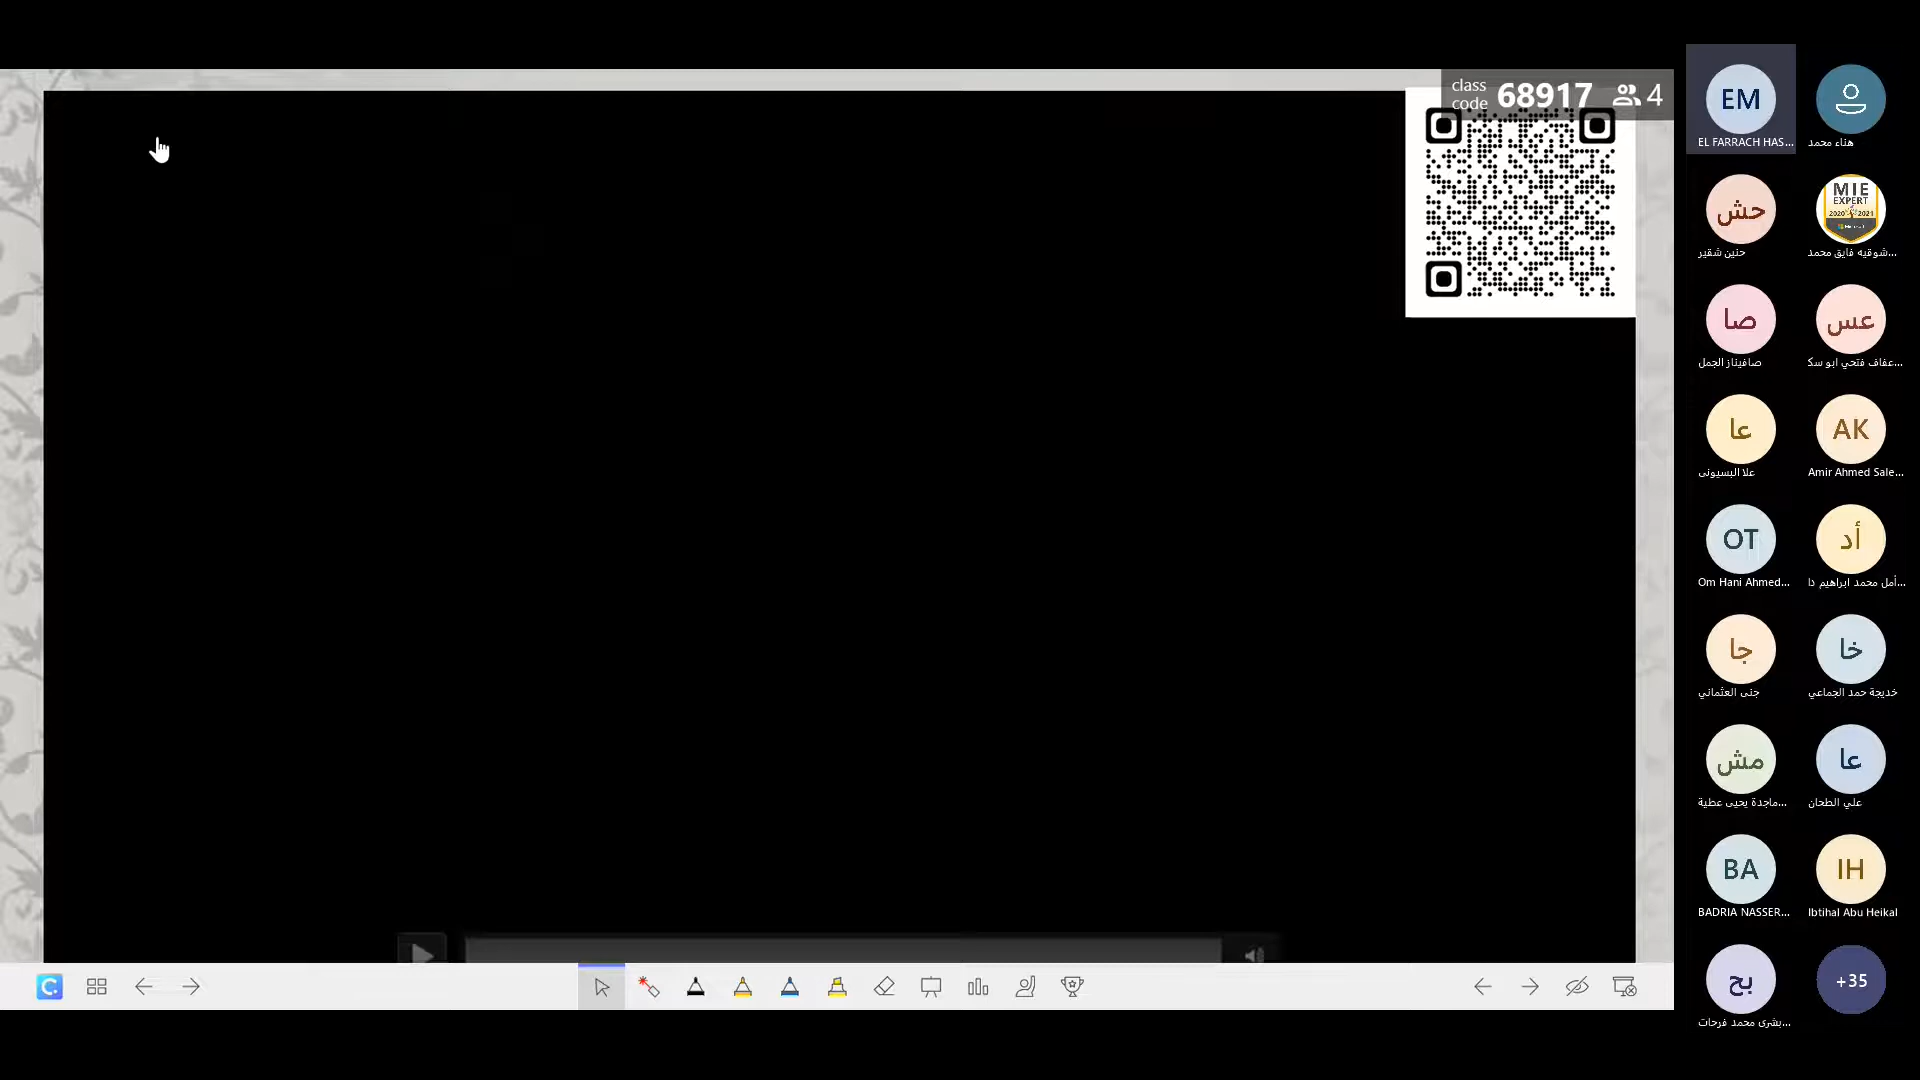 class
code 68917 4
EM
EL FARRACH HAS...
هناء محمد
حش
حنين شقير
MIE
EXPERT
2020 2021
شوقيه فايق محمد...
صا
صافيناز الجمل
عس
عفاف فتحي ابو سك...
عا
علا البسيونى
AK
Amir Ahmed Sale...
OT
Om Hani Ahmed...
أد
أمل محمد ابراهيم دا...
جا
جنى العثماني
خا
خديجة حمد الجماعي
مش
ماجدة يحيى عطية...
عا
علي الطحان
BA
BADRIA NASSER...
IH
Ibtihal Abu Heikal
بح
بشرى محمد فرحات...
+35